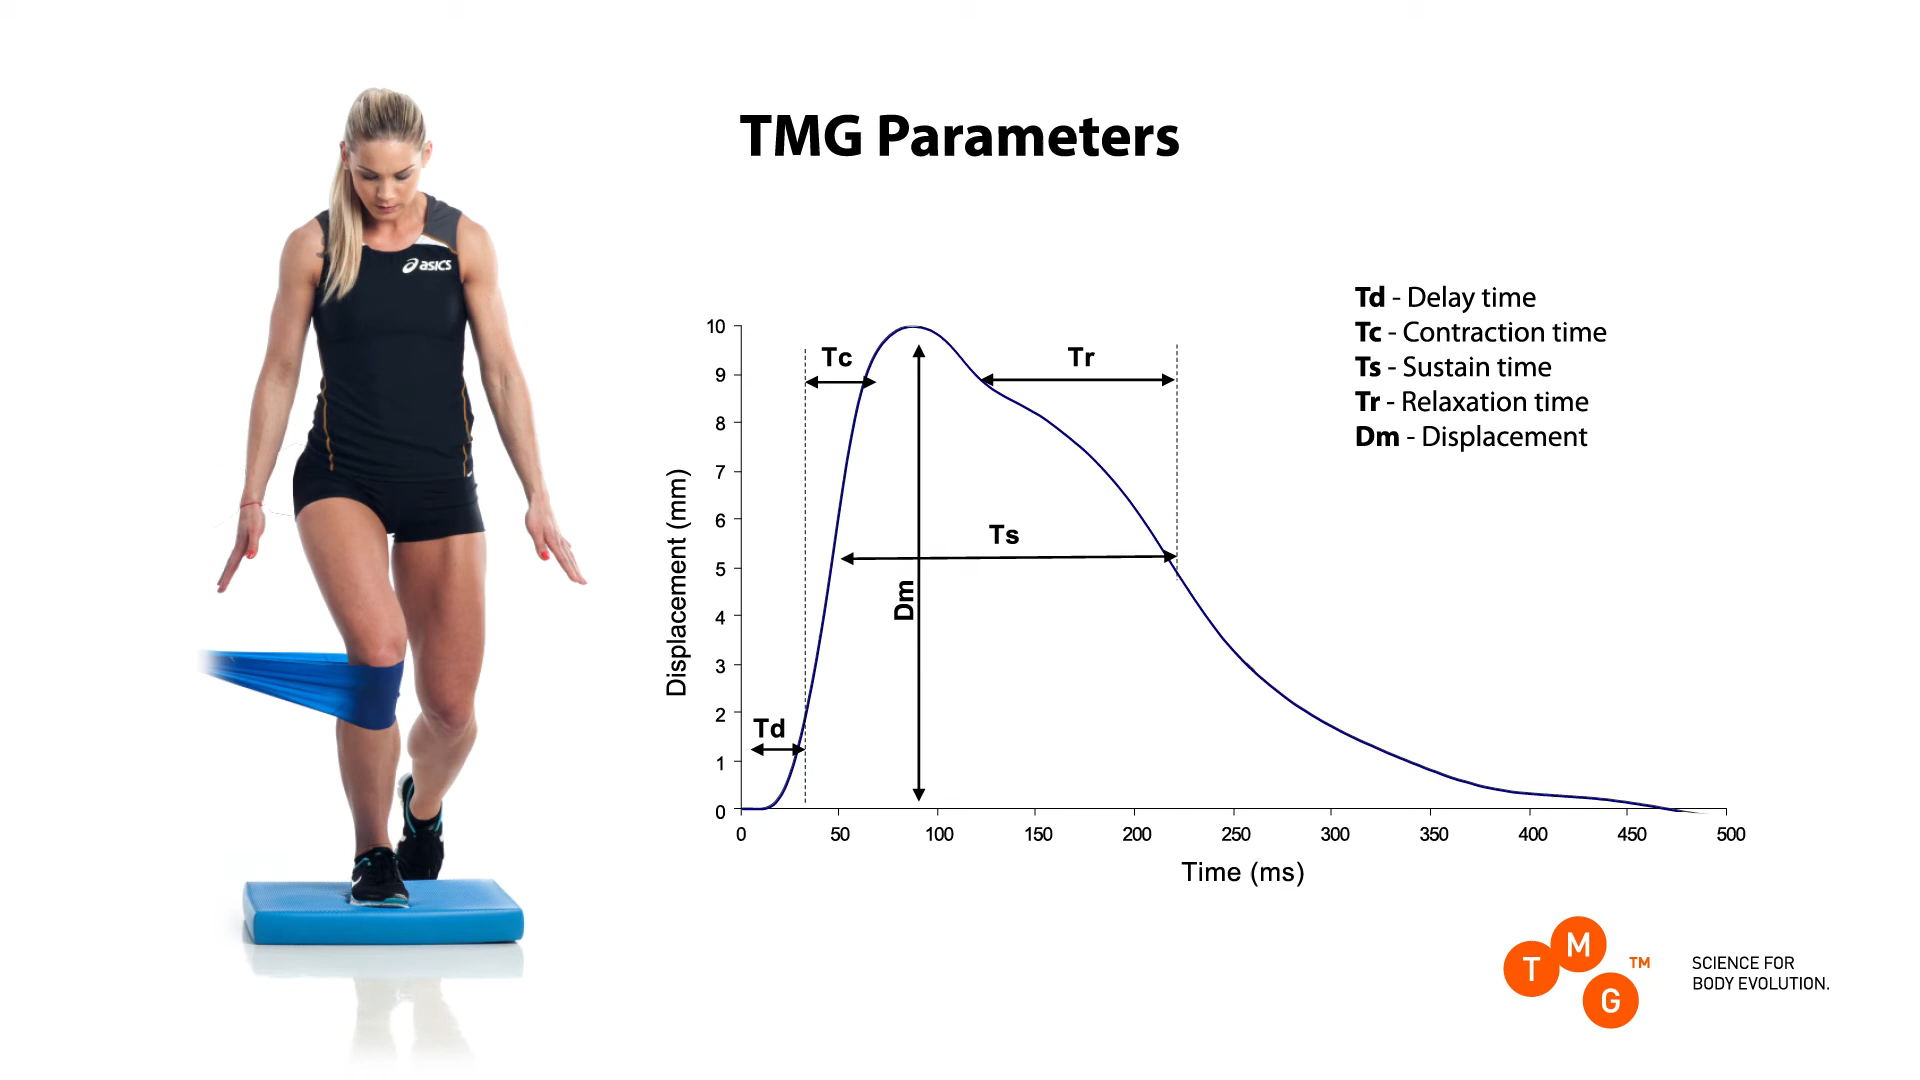 TMG Parameters
asics
Td - Delay time
Tc - Contraction time
Ts - Sustain time
Tr - Relaxation time
Dm - Displacement
10
9
8
7
6
5
4
3
2
1
0
Displacement (mm)
Tc
Tr
Ts
Dm
Td
0 50 100 150 200 250 300 350 400 450 500
Time (ms)
T M G TM
SCIENCE FOR
BODY EVOLUTION.